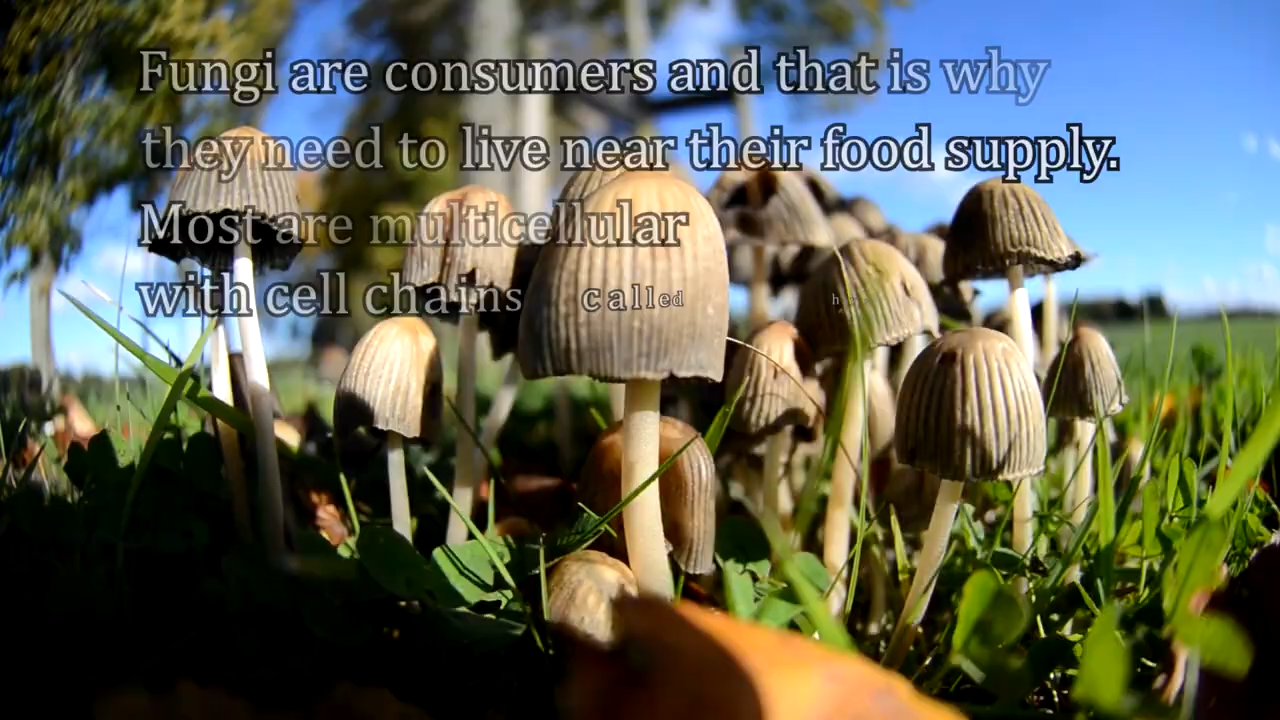 Fungi are consumers and that is why
they need to live near their food supply.
Most are multicellular
with cell chains called